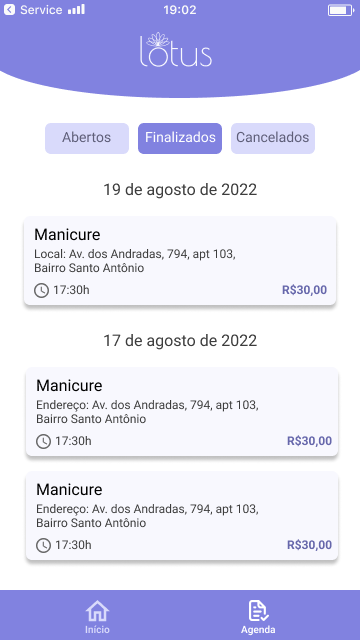 Service
19:02
lotus
Abertos
Finalizados
Cancelados
19 de agosto de 2022
Manicure
Local: Av. dos Andradas, 794, apt 103,
Bairro Santo Antônio
17:30h
R$30,00
17 de agosto de 2022
Manicure
Endereço: Av. dos Andradas, 794, apt 103,
Bairro Santo Antônio
17:30h
R$30,00
Manicure
Endereço: Av. dos Andradas, 794, apt 103,
Bairro Santo Antônio
17:30h
R$30,00
Início
Agenda